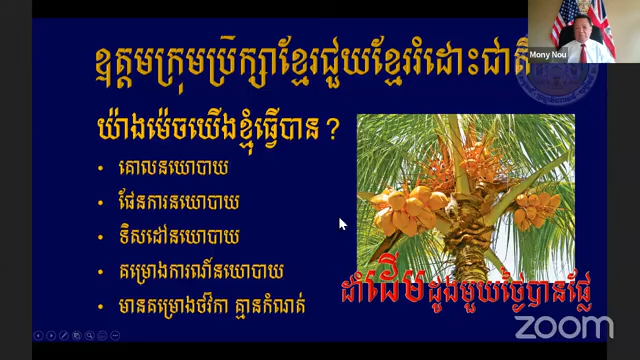 ឧត្តមក្រុមប្រឹក្សាខ្មែរជួយខ្មែររំដោះជាតិ
Mony Nou
យ៉ាងម៉េចយើងខ្ញុំធ្វើបាន ?
• គោលនយោបាយ
• ផែនការនយោបាយ
• ទិសដៅនយោបាយ
• គម្រោងការណ៍នយោបាយ
• មានគម្រោងថវិកា គ្មានកំណត់
ដាំដើមដូងមួយថ្ងៃបានផ្លែ
zoom